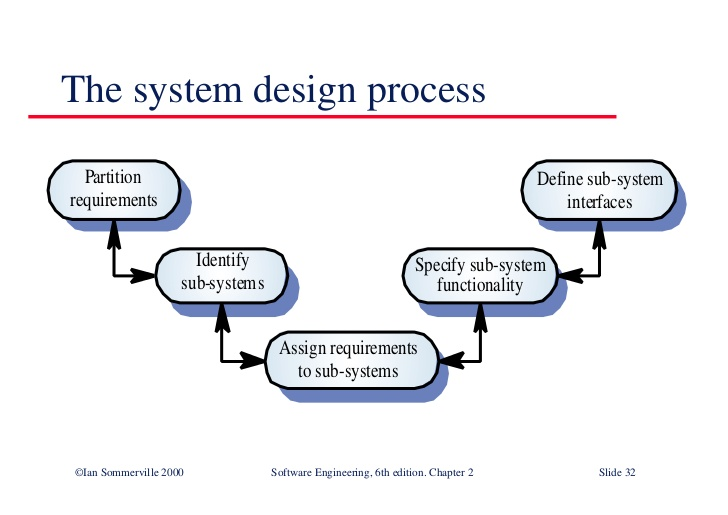 The system design process
Partition
requirements
Identify
sub-systems
Assign requirements
to sub-systems
Specify sub-system
functionality
Define sub-system
interfaces
©Ian Sommerville 2000
Software Engineering, 6th edition. Chapter 2
Slide 32